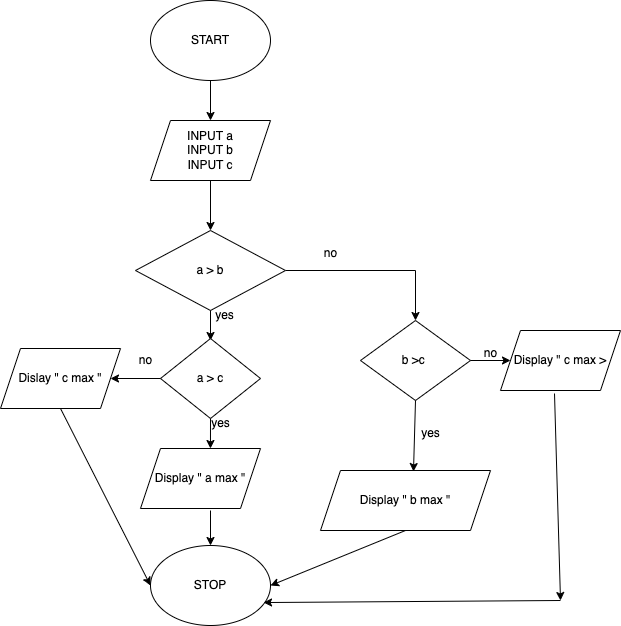 START
INPUT a
INPUT b
INPUT c
a > b
no
yes
a > c
no
Dislay " c max "
yes
Display " a max "
b >c
no
Display " c max >
yes
Display " b max "
STOP